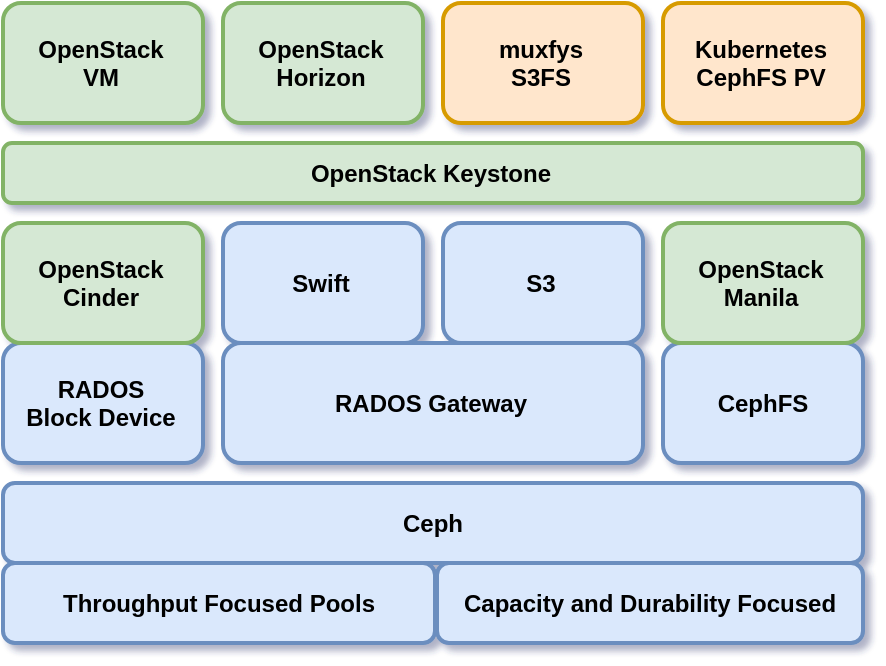 OpenStack
VM
OpenStack
Horizon
muxfys
S3FS
Kubernetes
CephFS PV
OpenStack Keystone
OpenStack
Cinder
Swift
S3
OpenStack
Manila
RADOS
Block Device
RADOS Gateway
CephFS
Ceph
Throughput Focused Pools
Capacity and Durability Focused